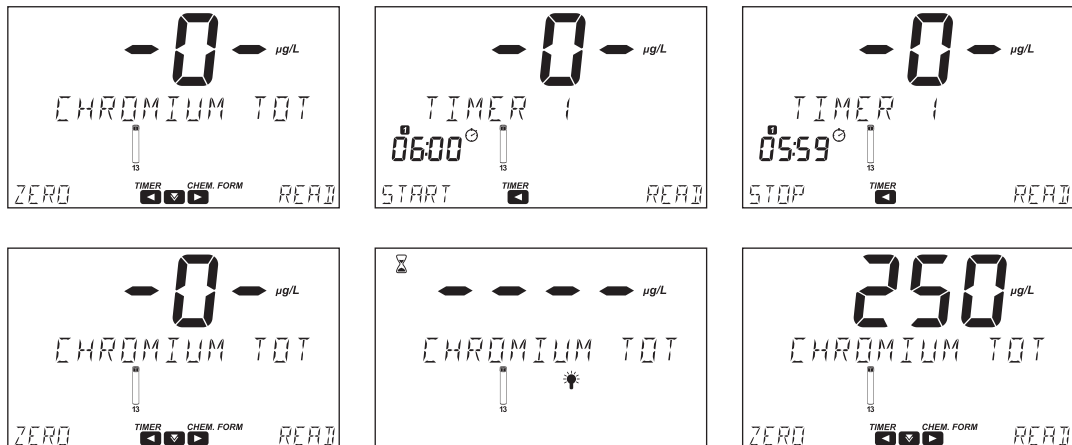 -0- µg/L
CHROMIUM TOT
13
TIMER CHEM. FORM
ZERO READ
-0- µg/L
TIMER 1
1
06:00
13
TIMER
START READ
-0- µg/L
TIMER 1
1
05:59
13
TIMER
STOP READ
-0- µg/L
CHROMIUM TOT
13
TIMER CHEM. FORM
ZERO READ
- - - - µg/L
CHROMIUM TOT
13
250 µg/L
CHROMIUM TOT
13
TIMER CHEM. FORM
ZERO READ